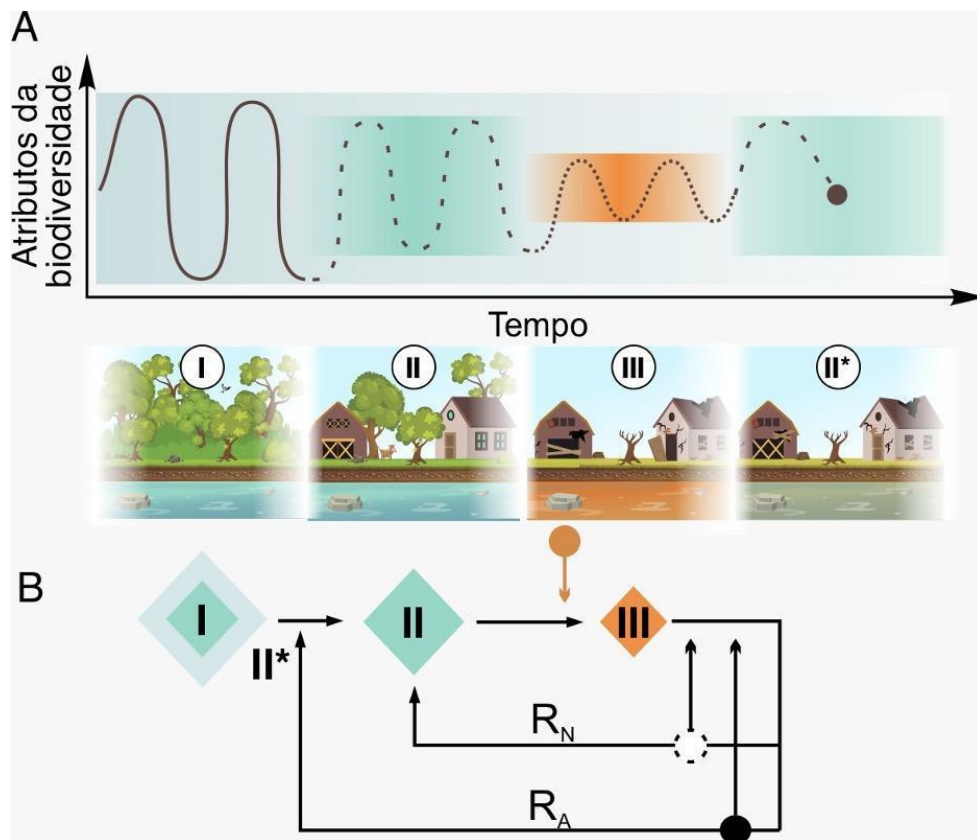 A
Atributos da
biodiversidade
Tempo
I
II
III
II*
B
I
II
III
II*
R_N
R_A